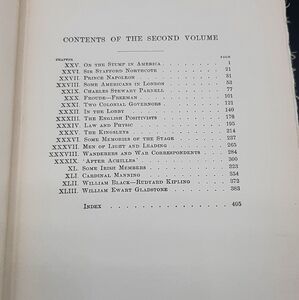 CONTENTS OF THE SECOND VOLUME
CHAPTER PAGE
XXV. On the Stump in America . . . . . 1
XXVI. Sir Stafford Northcote . . . . . 21
XXVII. Prince Napoleon . . . . . 31
XXVIII. Some Americans in London . . . . . 53
XXIX. Charles Stewart Parnell . . . . . 77
XXX. Froude—Freeman . . . . . 101
XXXI. Two Colonial Governors . . . . . 121
XXXII. In the Lobby . . . . . 140
XXXIII. The English Positivists . . . . . 178
XXXIV. Law and Physic . . . . . 195
XXXV. The Kingsleys . . . . . 214
XXXVI. Some Memories of the Stage . . . . . 237
XXXVII. Men of Light and Leading . . . . . 265
XXXVIII. Wanderers and War Correspondents . . . . . 284
XXXIX. 'After Achilles' . . . . . 300
XL. Some Irish Members . . . . . 323
XLI. Cardinal Manning . . . . . 354
XLII. William Black—Rudyard Kipling . . . . . 373
XLIII. William Ewart Gladstone . . . . . 383
Index . . . . . 405